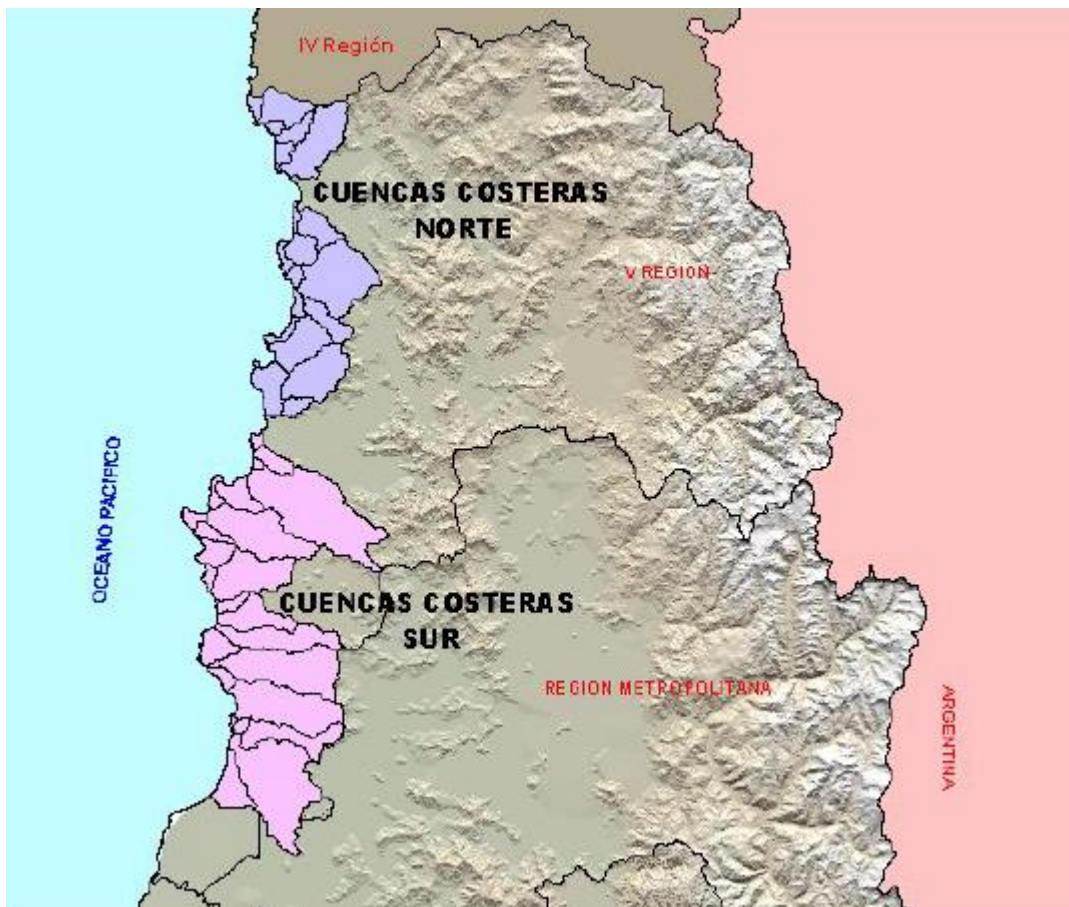 IV Región
CUENCAS COSTERAS
NORTE
V REGION
OCEANO PACIFICO
CUENCAS COSTERAS
SUR
REGION METROPOLITANA
ARGENTINA